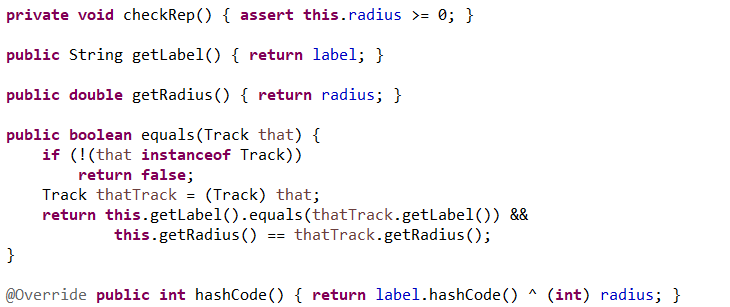 private void checkRep() { assert this.radius >= 0; }
public String getLabel() { return label; }
public double getRadius() { return radius; }
public boolean equals(Track that) {
    if (!(that instanceof Track))
        return false;
    Track thatTrack = (Track) that;
    return this.getLabel().equals(thatTrack.getLabel()) &&
            this.getRadius() == thatTrack.getRadius();
}
@Override public int hashCode() { return label.hashCode() ^ (int) radius; }